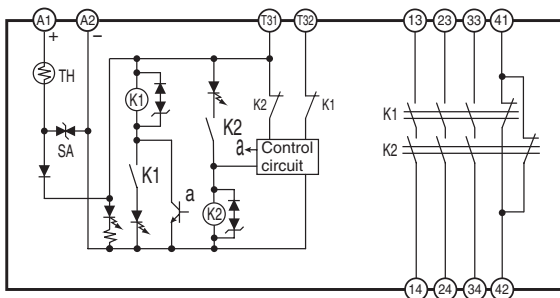 A1 A2 T31 T32 13 23 33 41
+ −
TH
K1
K2 K1
K1
K2
a Control
circuit
K2
SA
K1
a
K2
14 24 34 42